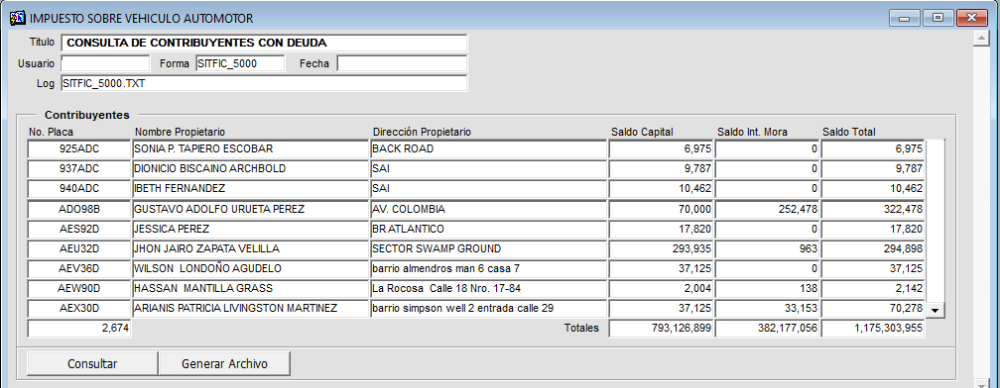 IMPUESTO SOBRE VEHICULO AUTOMOTOR
Titulo CONSULTA DE CONTRIBUYENTES CON DEUDA
Usuario Forma SITFIC_5000 Fecha
Log SITFIC_5000.TXT
Contribuyentes
No. Placa Nombre Propietario Dirección Propietario Saldo Capital Saldo Int. Mora Saldo Total
925ADC SONIA P. TAPIERO ESCOBAR BACK ROAD 6,975 0 6,975
937ADC DIONICIO BISCAINO ARCHBOLD SAI 9,787 0 9,787
940ADC IBETH FERNANDEZ SAI 10,462 0 10,462
ADO98B GUSTAVO ADOLFO URUETA PEREZ AV. COLOMBIA 70,000 252,478 322,478
AES92D JESSICA PEREZ BR ATLANTICO 17,820 0 17,820
AEU32D JHON JAIRO ZAPATA VELILLA SECTOR SWAMP GROUND 293,935 963 294,898
AEV36D WILSON LONDOÑO AGUDELO barrio almendros man 6 casa 7 37,125 0 37,125
AEW90D HASSAN MANTILLA GRASS La Rocosa Calle 18 Nro. 17-84 2,004 138 2,142
AEX30D ARIANIS PATRICIA LIVINGSTON MARTINEZ barrio simpson well 2 entrada calle 29 37,125 33,153 70,278
2,674 Totales 793,126,899 382,177,056 1,175,303,955
Consultar Generar Archivo